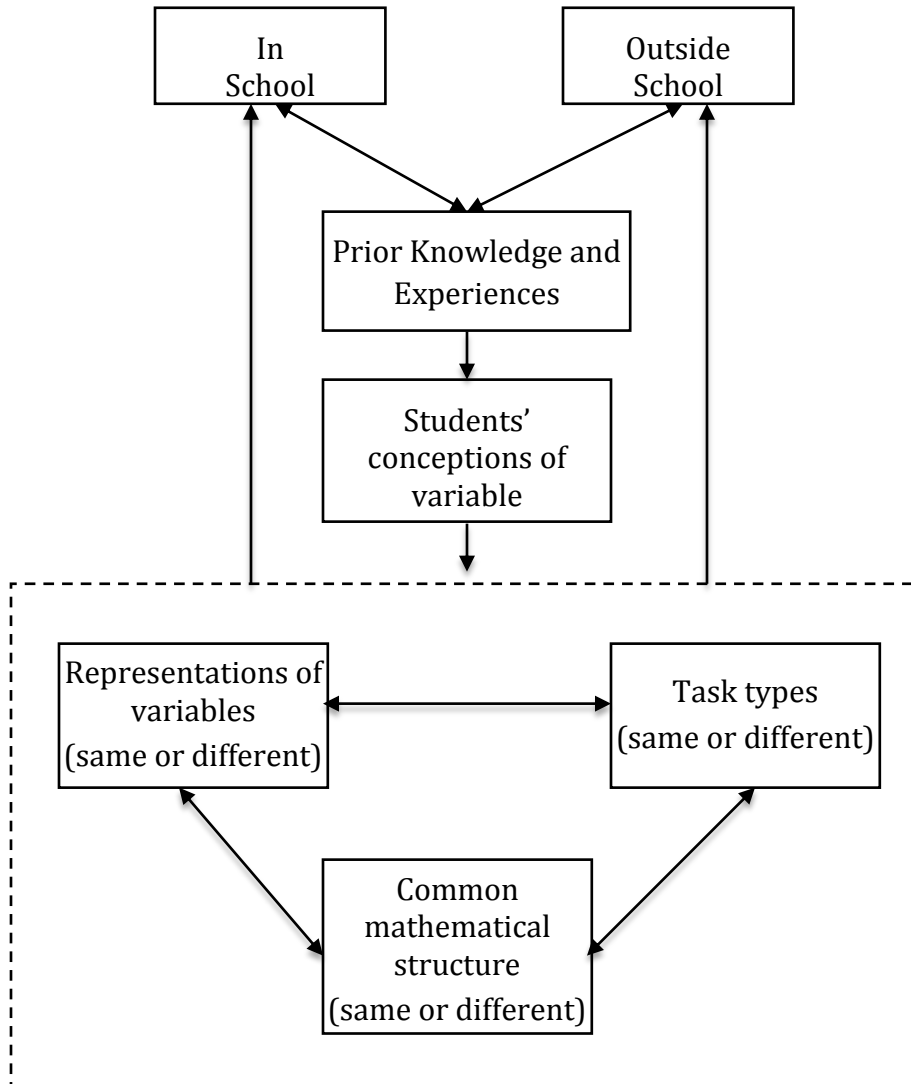 In
School
Outside
School
Prior Knowledge and
Experiences
Students’
conceptions of
variable
Representations of
variables
(same or different)
Task types
(same or different)
Common
mathematical
structure
(same or different)